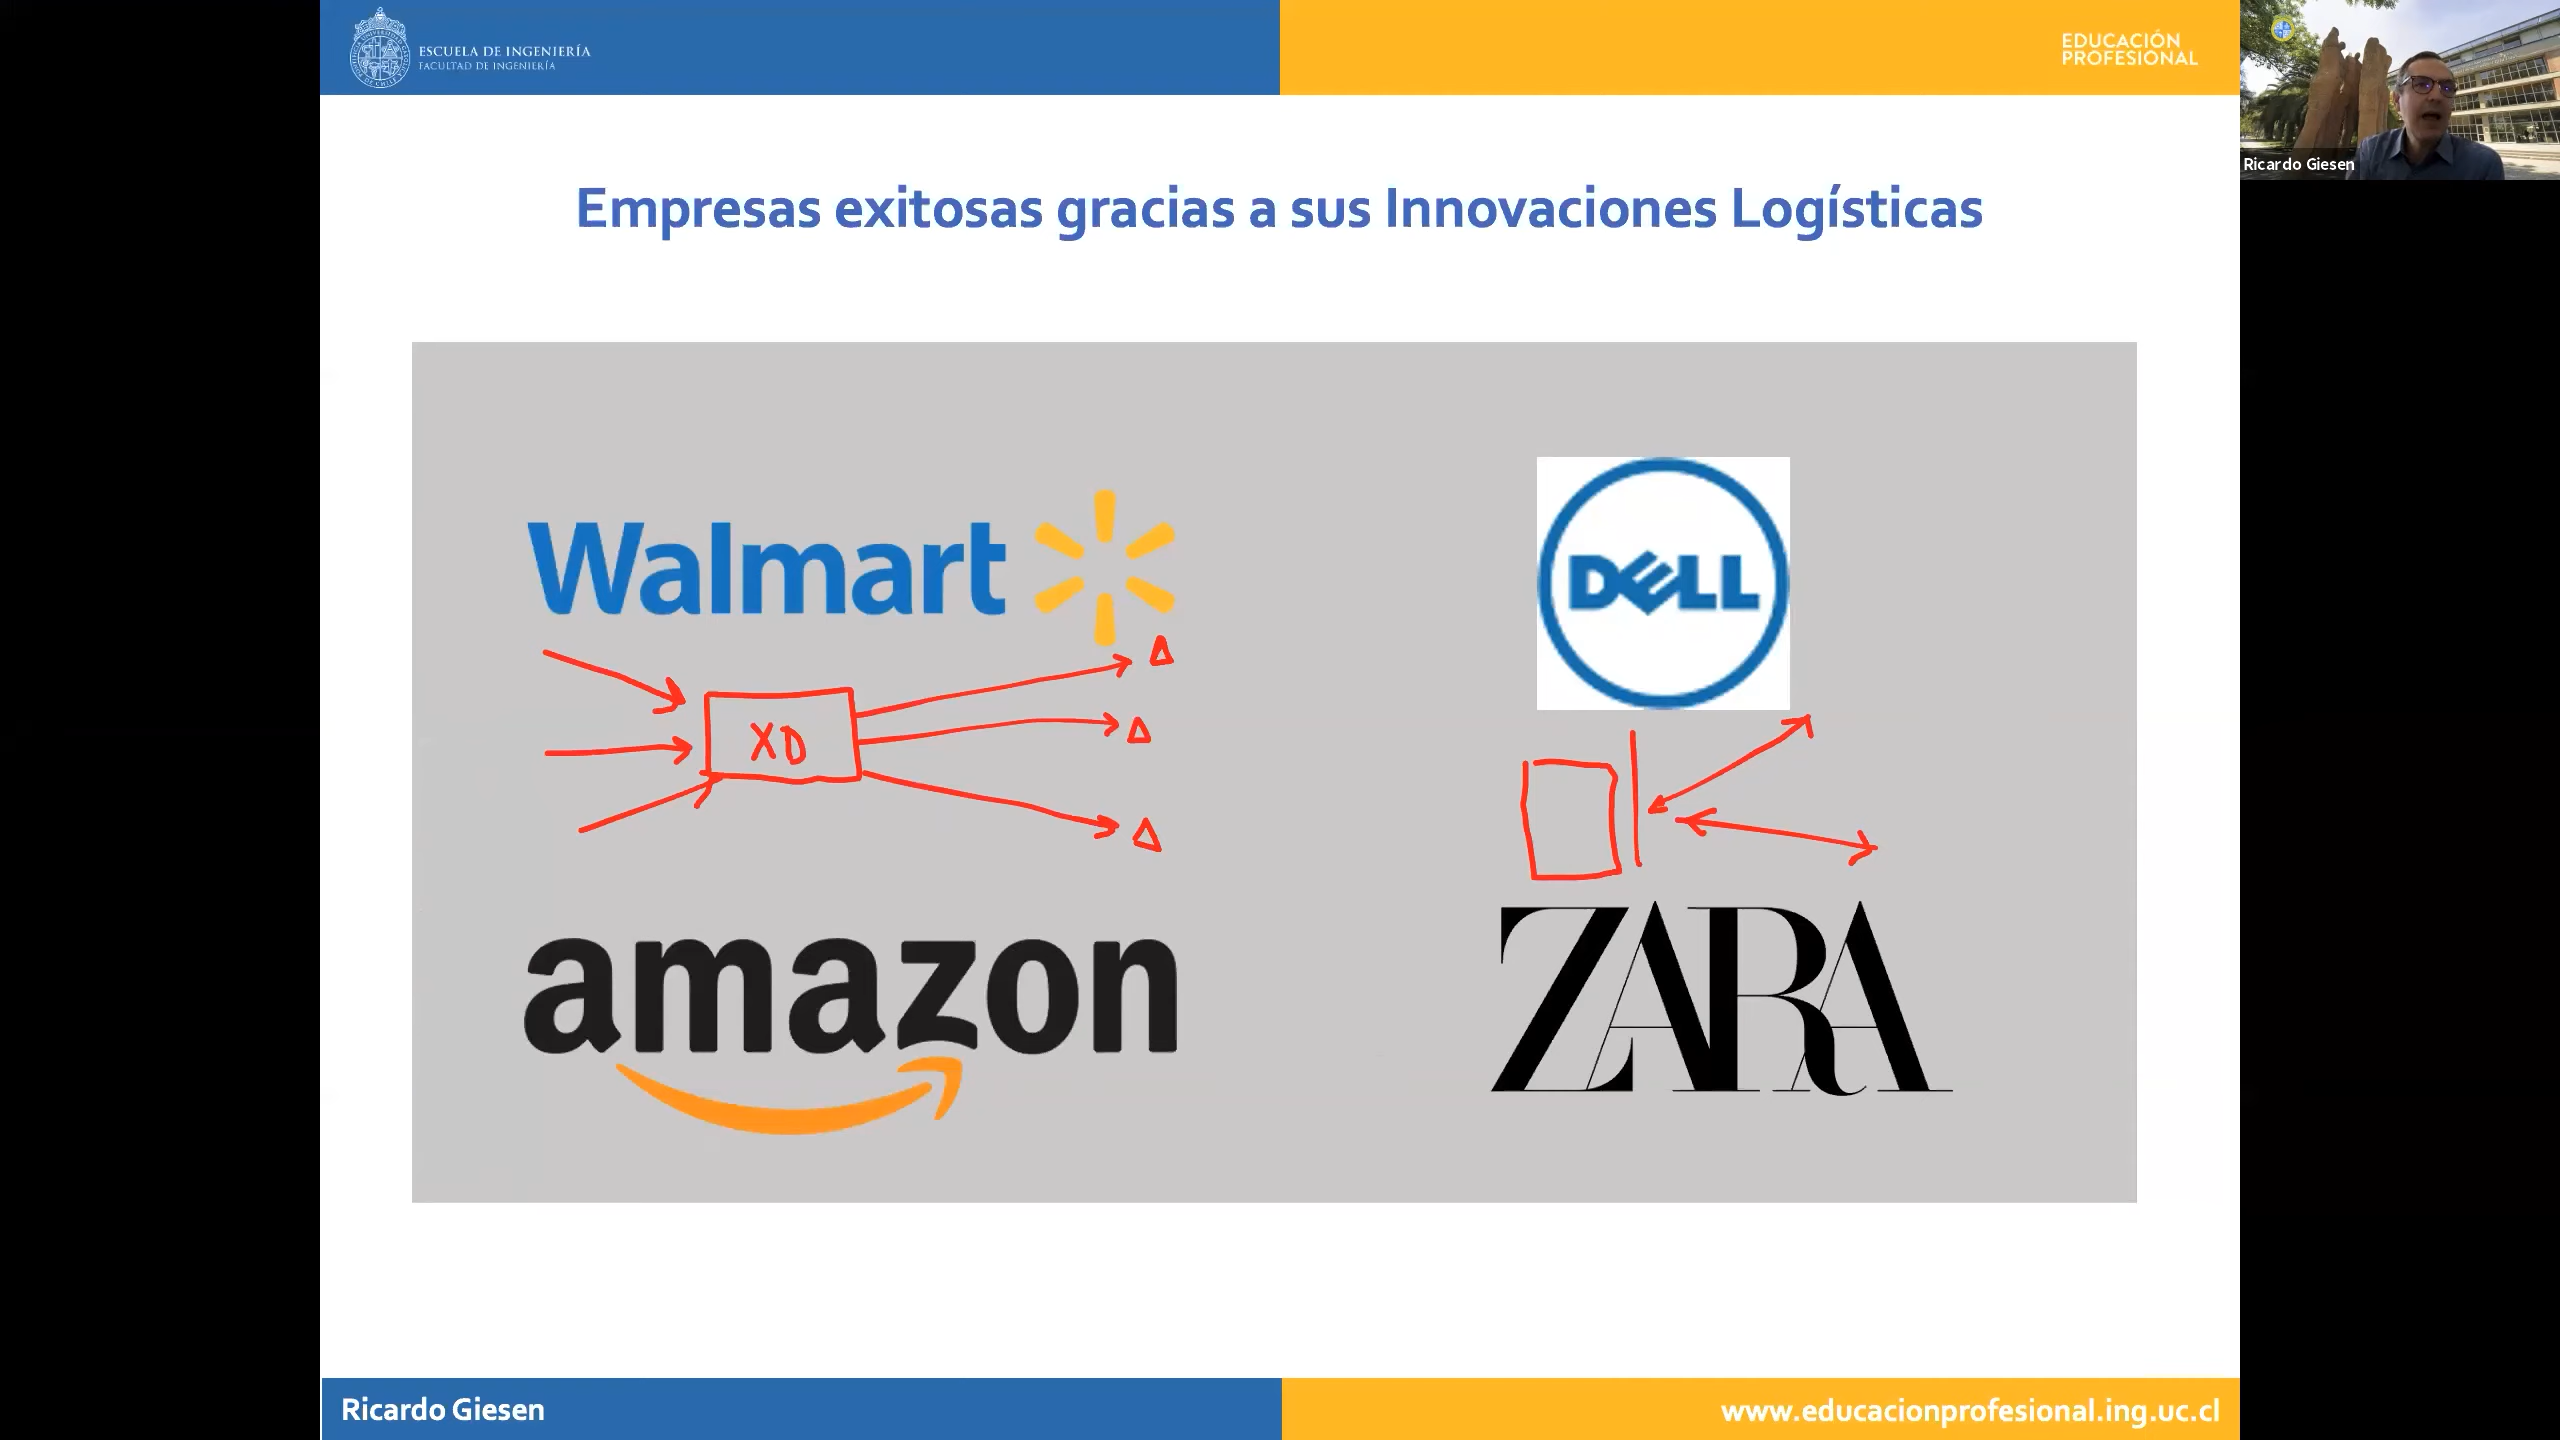 ESCUELA DE INGENIERÍA
FACULTAD DE INGENIERÍA
EDUCACIÓN
PROFESIONAL
Ricardo Giesen
Empresas exitosas gracias a sus Innovaciones Logísticas
Walmart
DELL
XD
amazon
ZARA
Ricardo Giesen
www.educacionprofesional.ing.uc.cl